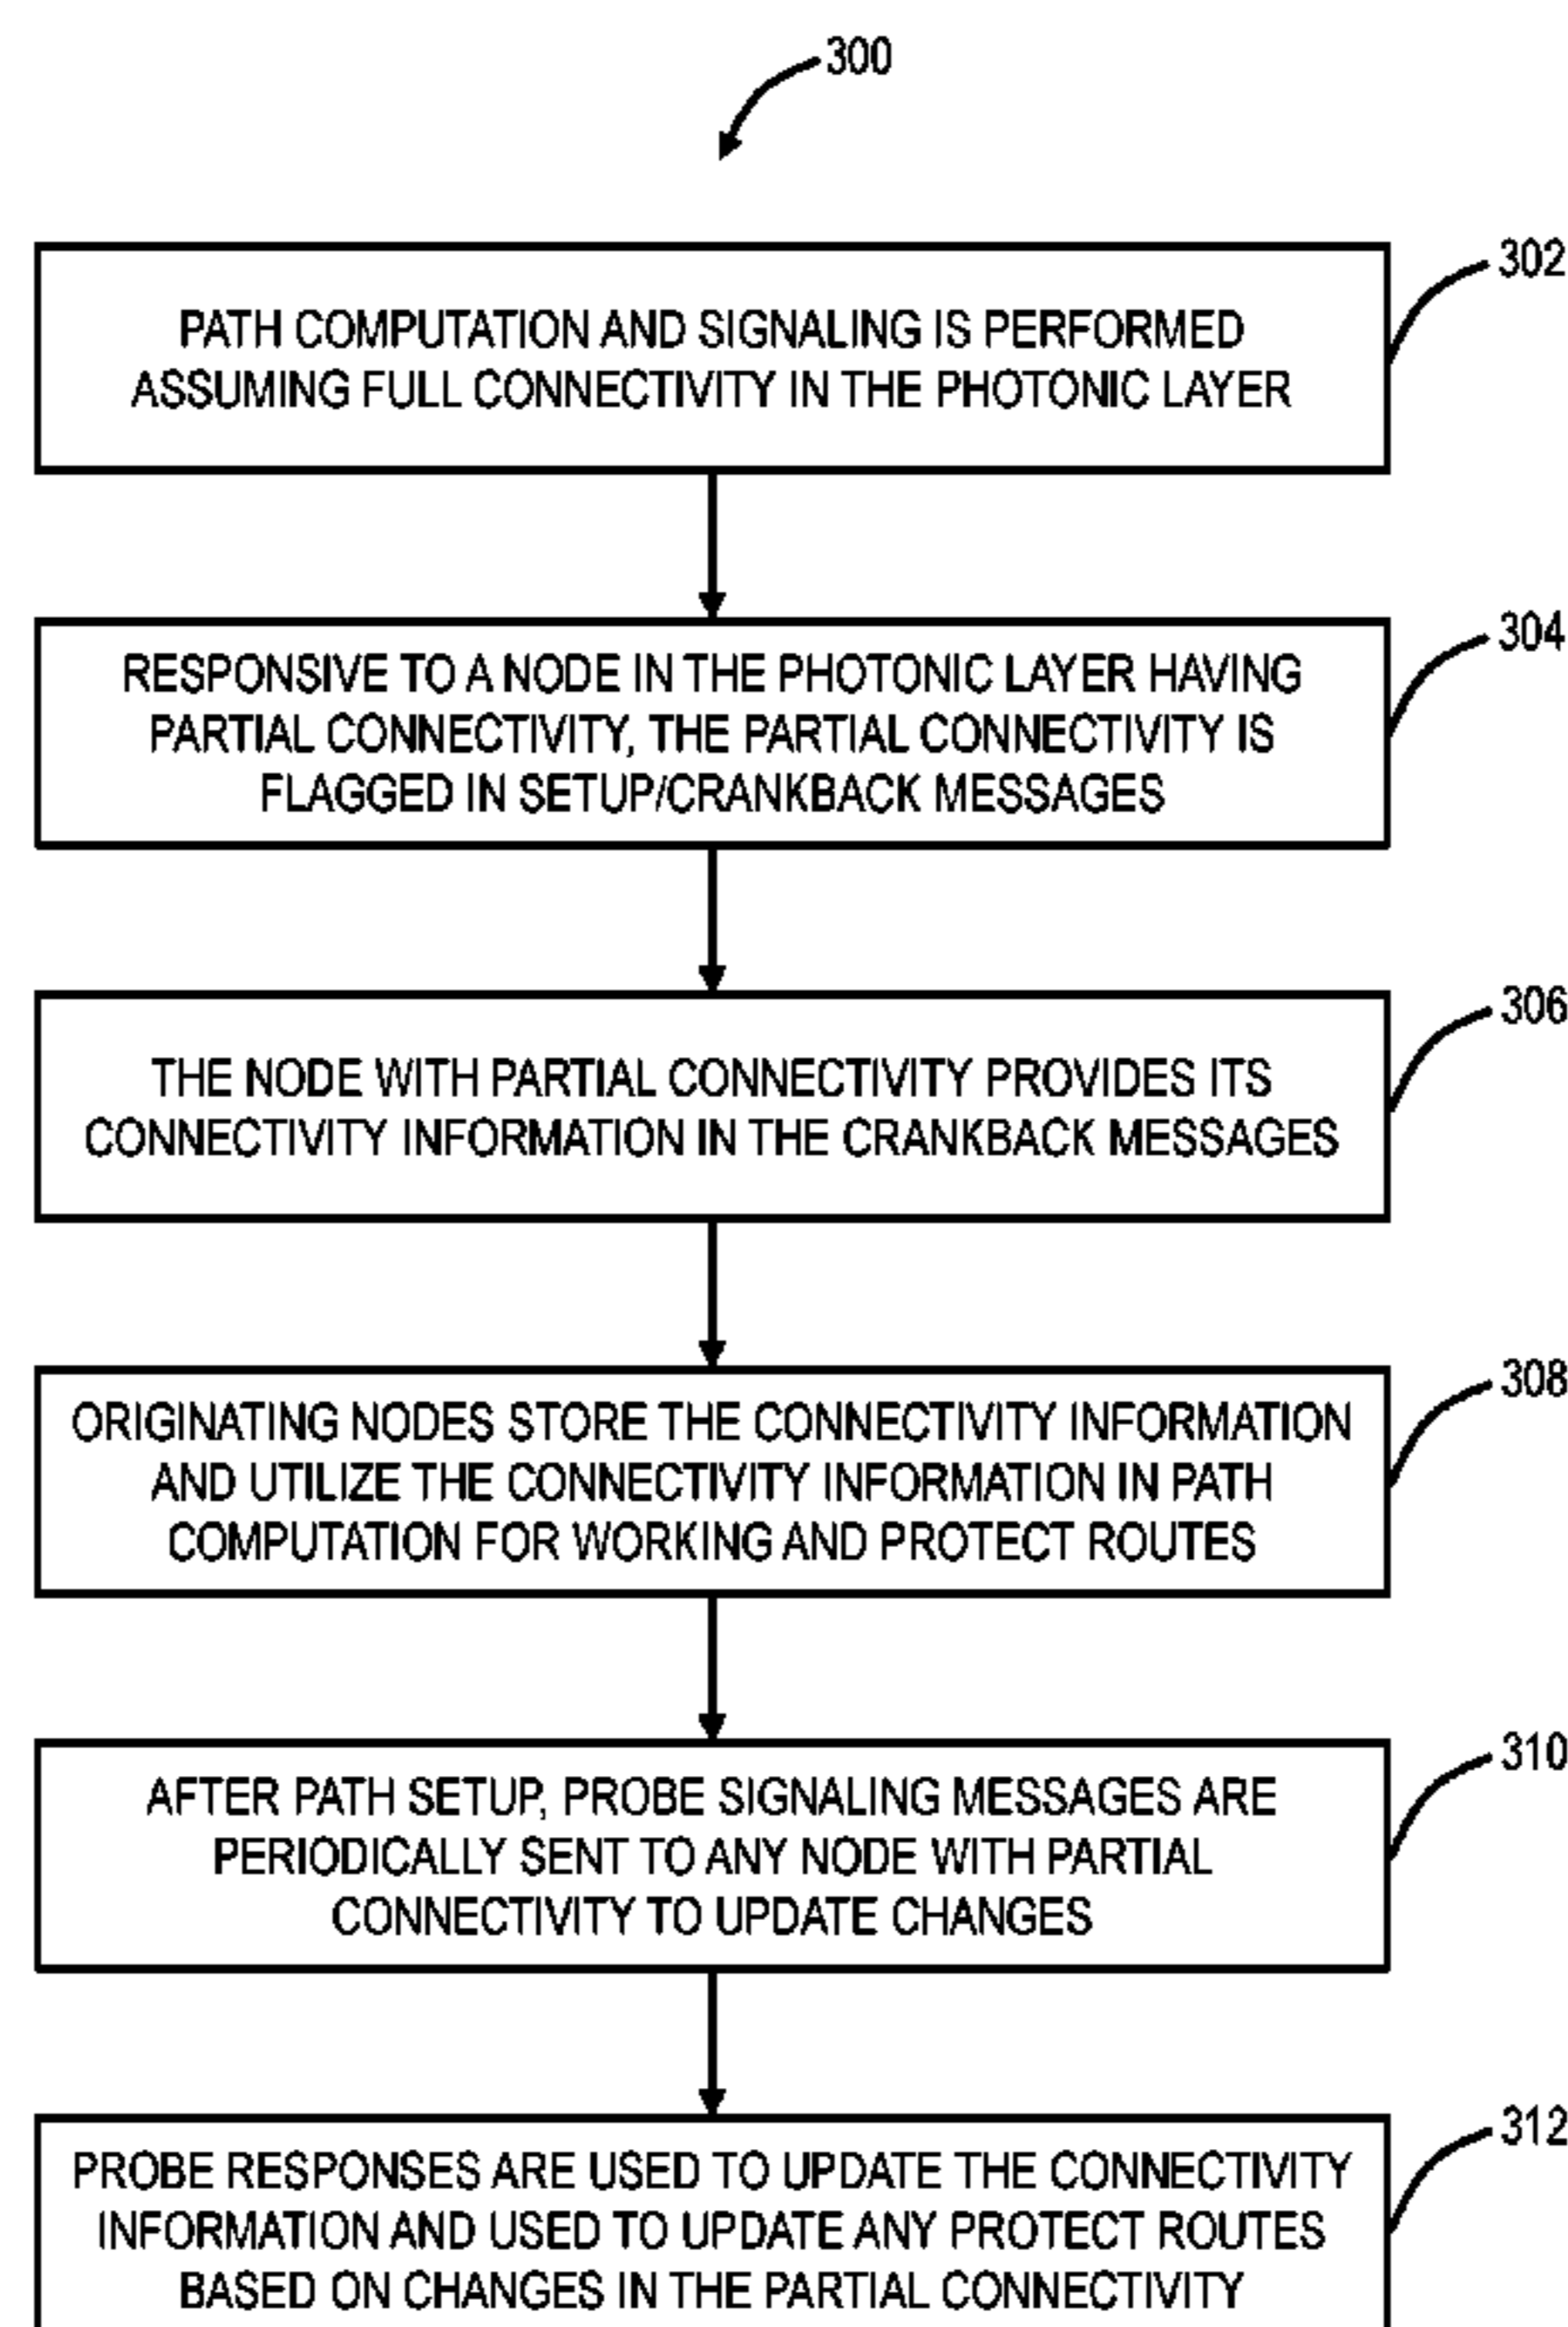 300
302
PATH COMPUTATION AND SIGNALING IS PERFORMED
ASSUMING FULL CONNECTIVITY IN THE PHOTONIC LAYER
304
RESPONSIVE TO A NODE IN THE PHOTONIC LAYER HAVING
PARTIAL CONNECTIVITY, THE PARTIAL CONNECTIVITY IS
FLAGGED IN SETUP/CRANKBACK MESSAGES
306
THE NODE WITH PARTIAL CONNECTIVITY PROVIDES ITS
CONNECTIVITY INFORMATION IN THE CRANKBACK MESSAGES
308
ORIGINATING NODES STORE THE CONNECTIVITY INFORMATION
AND UTILIZE THE CONNECTIVITY INFORMATION IN PATH
COMPUTATION FOR WORKING AND PROTECT ROUTES
310
AFTER PATH SETUP, PROBE SIGNALING MESSAGES ARE
PERIODICALLY SENT TO ANY NODE WITH PARTIAL
CONNECTIVITY TO UPDATE CHANGES
312
PROBE RESPONSES ARE USED TO UPDATE THE CONNECTIVITY
INFORMATION AND USED TO UPDATE ANY PROTECT ROUTES
BASED ON CHANGES IN THE PARTIAL CONNECTIVITY